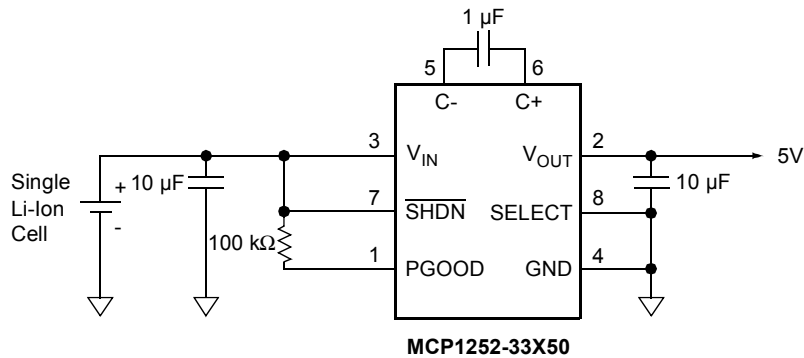 1 µF
5 6
C- C+
3 VIN VOUT 2 5V
Single Li-Ion Cell
+
-
10 µF
7 SHDN SELECT 8
10 µF
100 kΩ
1 PGOOD GND 4
MCP1252-33X50